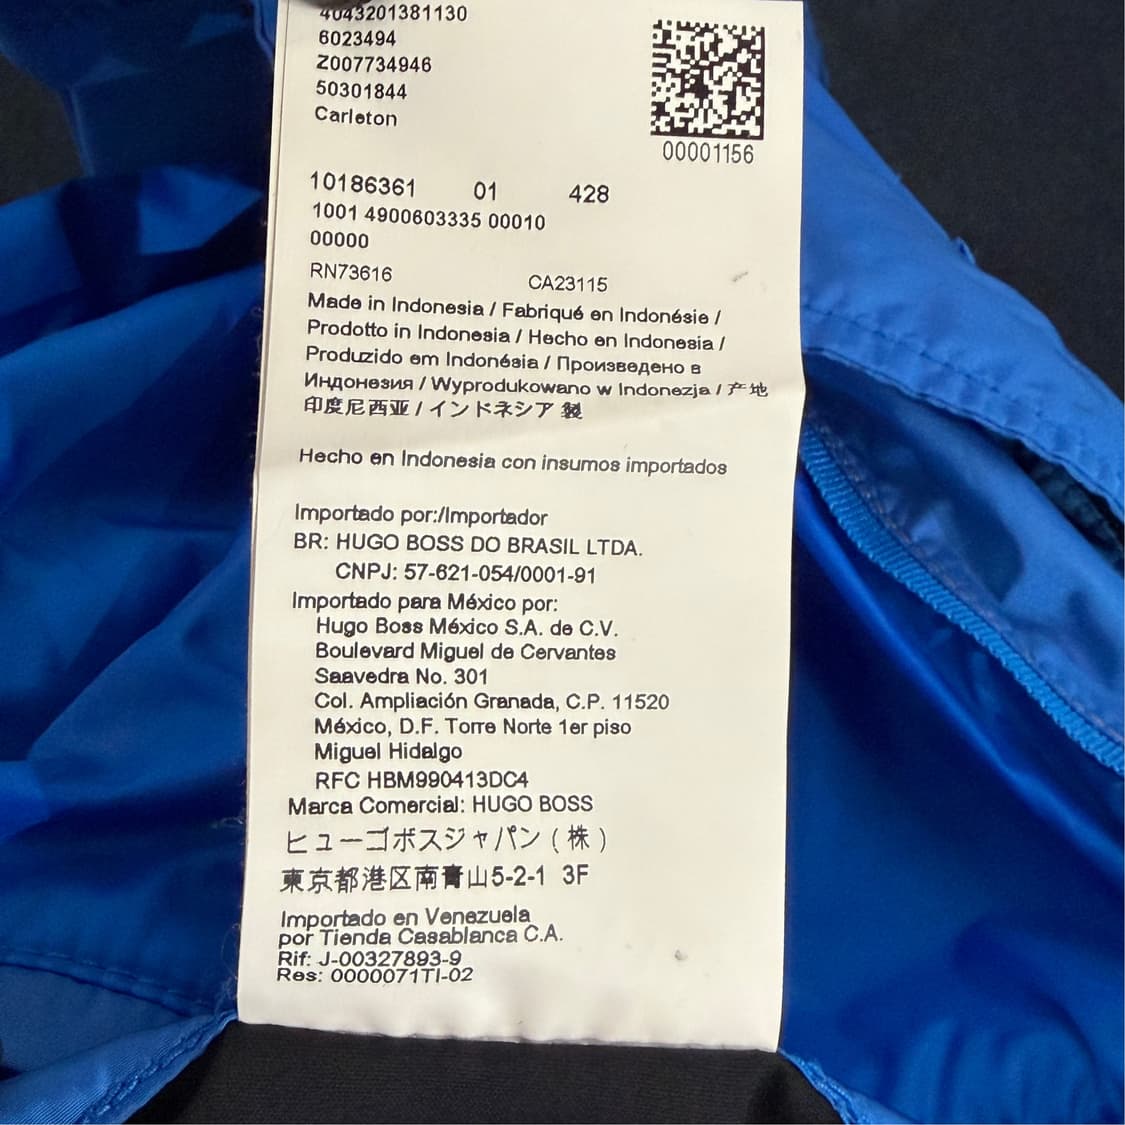 4043201381130
6023494
Z007734946
50301844
Carleton
00001156
10186361 01 428
1001 4900603335 00010
00000
RN73616 CA23115
Made in Indonesia / Fabriqué en Indonésie /
Prodotto in Indonesia / Hecho en Indonesia /
Produzido em Indonésia / Произведено в
Индонезия / Wyprodukowano w Indonezja / 产地
印度尼西亚 / インドネシア 製
Hecho en Indonesia con insumos importados
Importado por:/Importador
BR: HUGO BOSS DO BRASIL LTDA.
CNPJ: 57-621-054/0001-91
Importado para México por:
Hugo Boss México S.A. de C.V.
Boulevard Miguel de Cervantes
Saavedra No. 301
Col. Ampliación Granada, C.P. 11520
México, D.F. Torre Norte 1er piso
Miguel Hidalgo
RFC HBM990413DC4
Marca Comercial: HUGO BOSS
ヒューゴボスジャパン ( 株 )
東京都港区南青山5-2-1 3F
Importado en Venezuela
por Tienda Casablanca C.A.
Rif: J-00327893-9
Res: 0000071TI-02